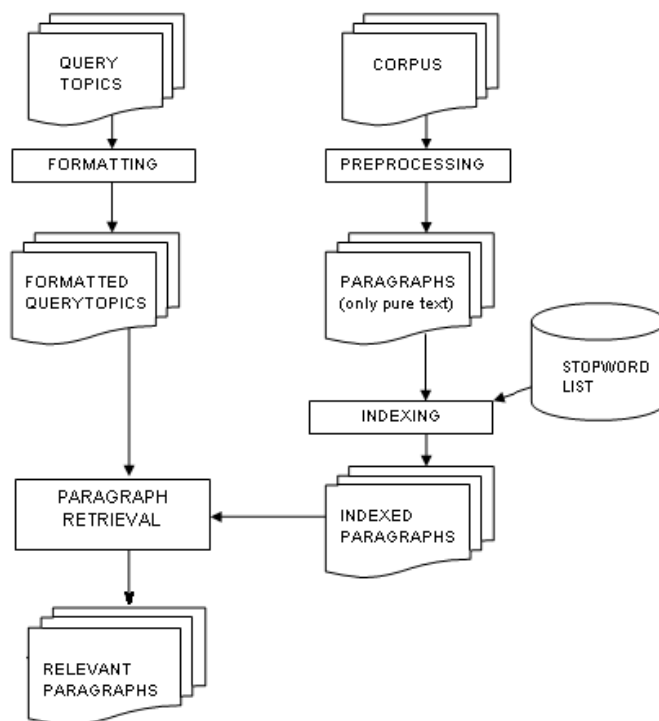 QUERY
TOPICS
CORPUS
FORMATTING
PREPROCESSING
FORMATTED
QUERYTOPICS
PARAGRAPHS
(only pure text)
STOPWORD
LIST
INDEXING
PARAGRAPH
RETRIEVAL
INDEXED
PARAGRAPHS
RELEVANT
PARAGRAPHS